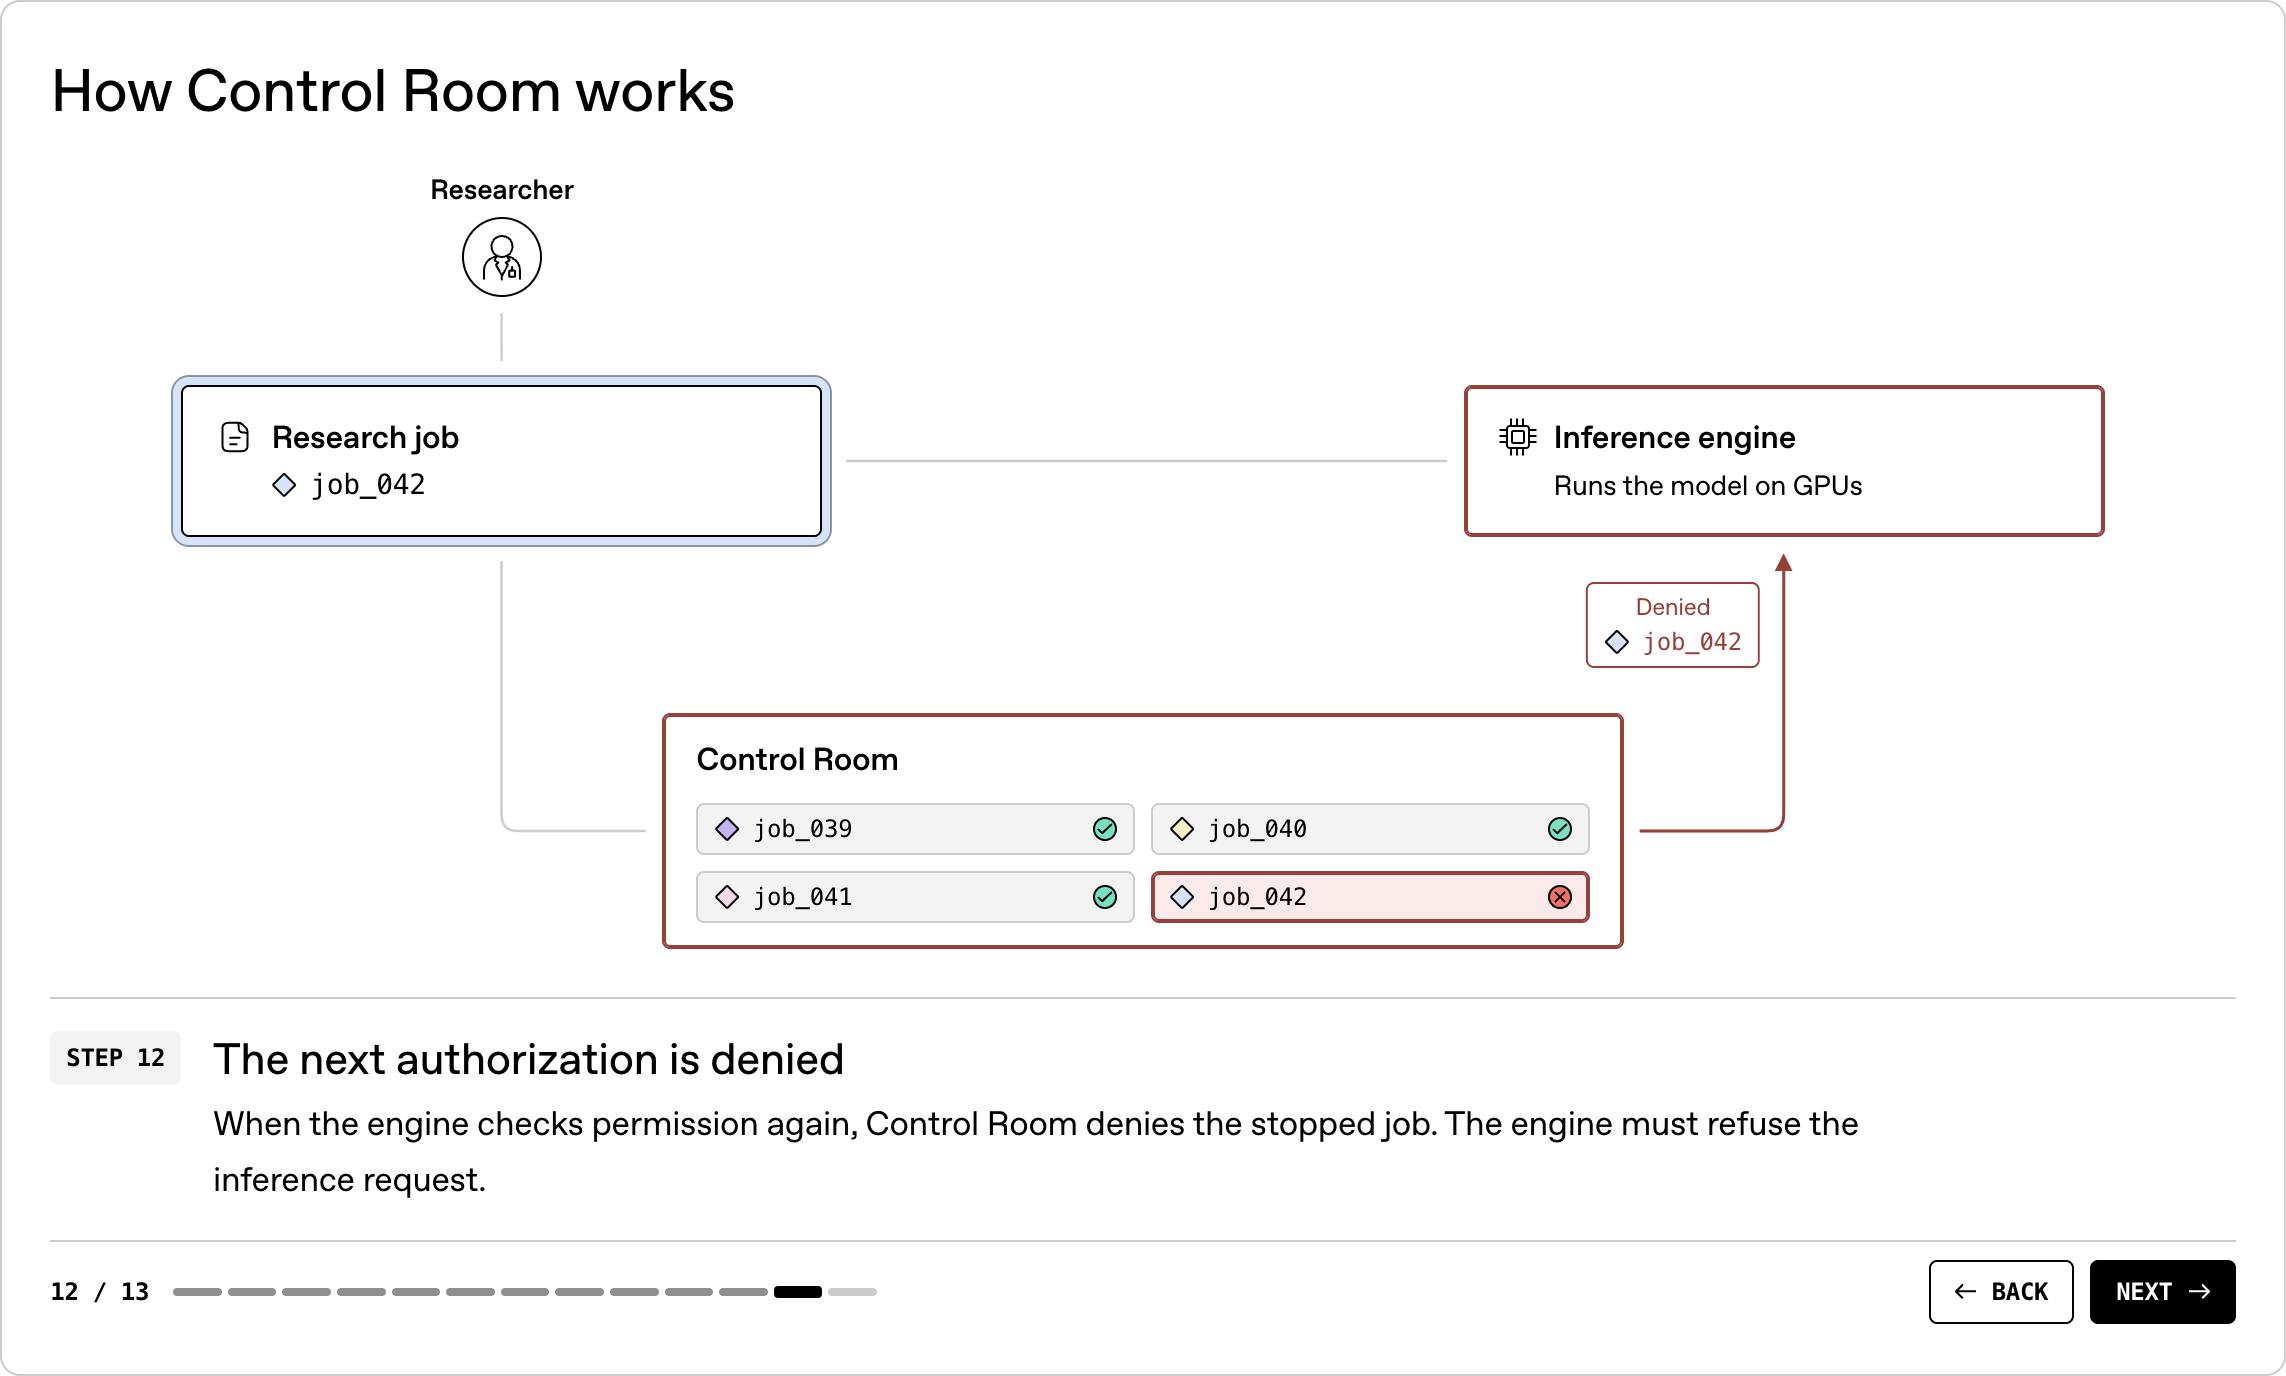 How Control Room works
Researcher
Research job
job_042
Inference engine
Runs the model on GPUs
Denied
job_042
Control Room
job_039
job_040
job_041
job_042
STEP 12
The next authorization is denied
When the engine checks permission again, Control Room denies the stopped job. The engine must refuse the
inference request.
12 / 13
← BACK
NEXT →